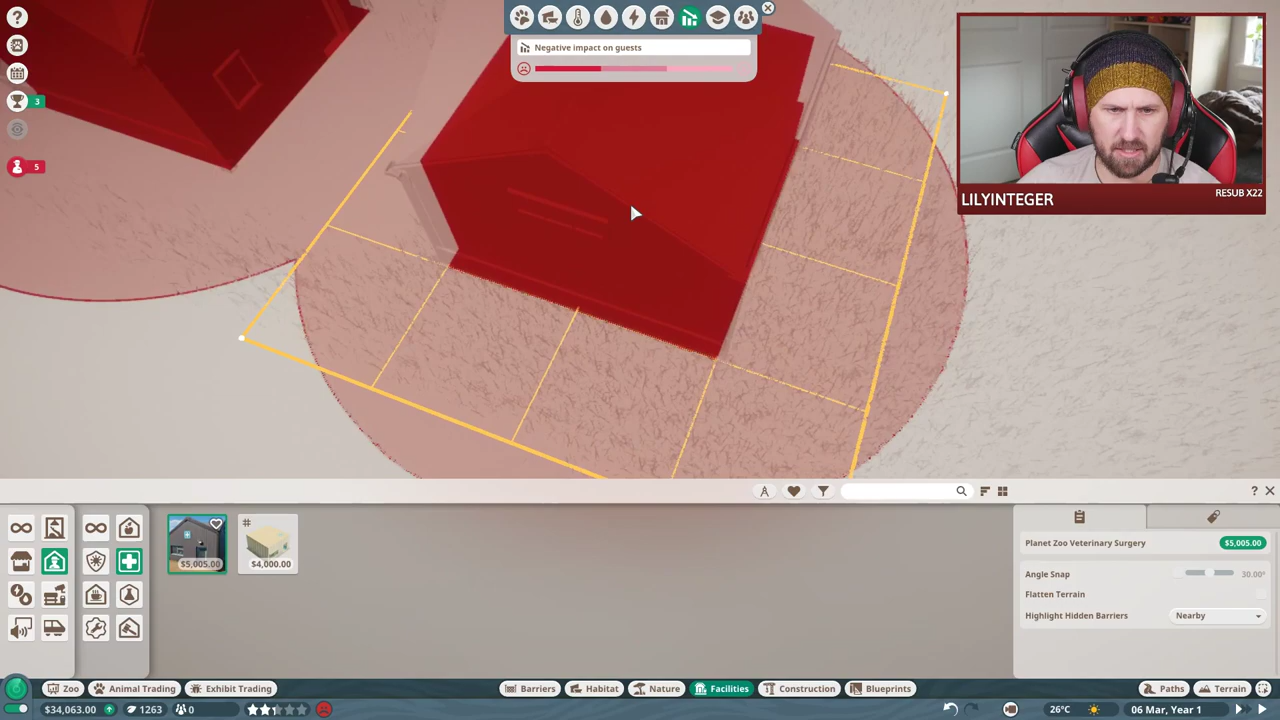 Negative impact on guests
3
5
LILYINTEGER
RESUB X22
$5,005.00
$4,000.00
Planet Zoo Veterinary Surgery
$5,005.00
Angle Snap
30.00°
Flatten Terrain
Highlight Hidden Barriers
Nearby
Zoo
Animal Trading
Exhibit Trading
Barriers
Habitat
Nature
Facilities
Construction
Blueprints
Paths
Terrain
$34,063.00
1263
0
26°C
06 Mar, Year 1